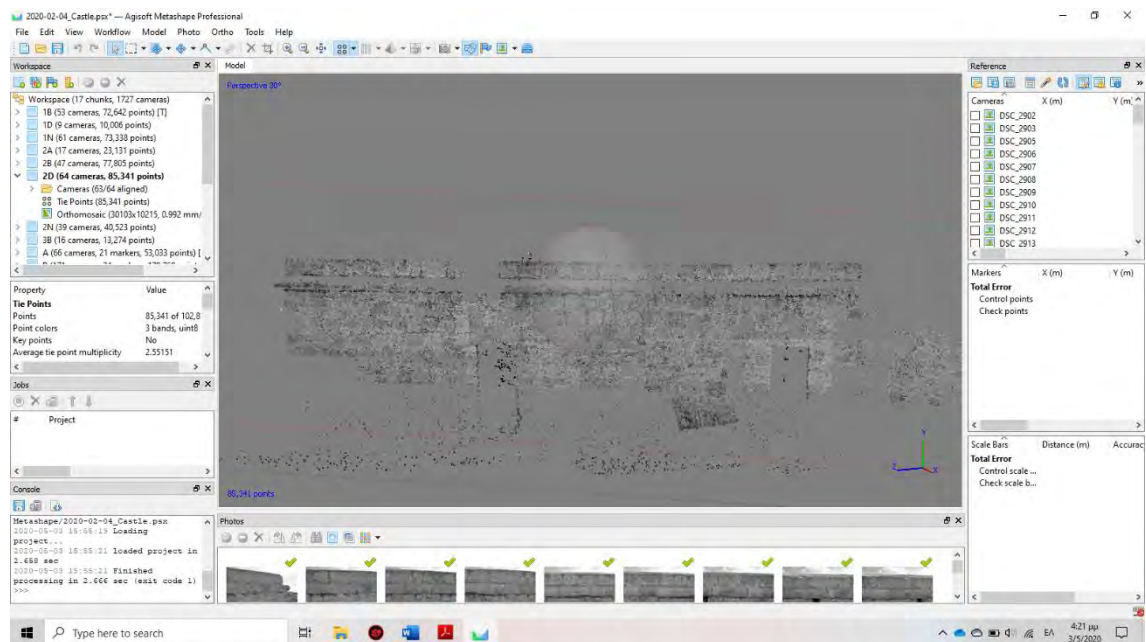 2020-02-04_Castle.psx* — Agisoft Metashape Professional
File Edit View Workflow Model Photo Ortho Tools Help
Workspace
Workspace (17 chunks, 1727 cameras)
1B (53 cameras, 72,642 points) [T]
1D (9 cameras, 10,006 points)
1N (61 cameras, 73,338 points)
2A (17 cameras, 23,131 points)
2B (47 cameras, 77,805 points)
2D (64 cameras, 85,341 points)
Cameras (63/64 aligned)
Tie Points (85,341 points)
Orthomosaic (30103x10215, 0.992 mm/
2N (39 cameras, 40,523 points)
3B (16 cameras, 13,274 points)
A (66 cameras, 21 markers, 53,033 points) [
Property Value
Tie Points
Points 85,341 of 102,8
Point colors 3 bands, uint8
Key points No
Average tie point multiplicity 2.55151
Jobs
# Project
Console
Metashape/2020-02-04_Castle.psx
2020-05-03 15:55:19 Loading
project...
2020-05-03 15:55:21 loaded project in
2.658 sec
2020-05-03 15:55:21 Finished
processing in 2.666 sec (exit code 1)
>>>
Model
Perspective 30°
Y
Z
X
85,341 points
Photos
Reference
»
Cameras X (m) Y (m)
DSC_2902
DSC_2903
DSC_2905
DSC_2906
DSC_2907
DSC_2908
DSC_2909
DSC_2910
DSC_2911
DSC_2912
DSC_2913
Markers X (m) Y (m)
Total Error
Control points
Check points
Scale Bars Distance (m) Accurac
Total Error
Control scale ...
Check scale b...
Type here to search
ΕΛ
4:21 μμ
3/5/2020